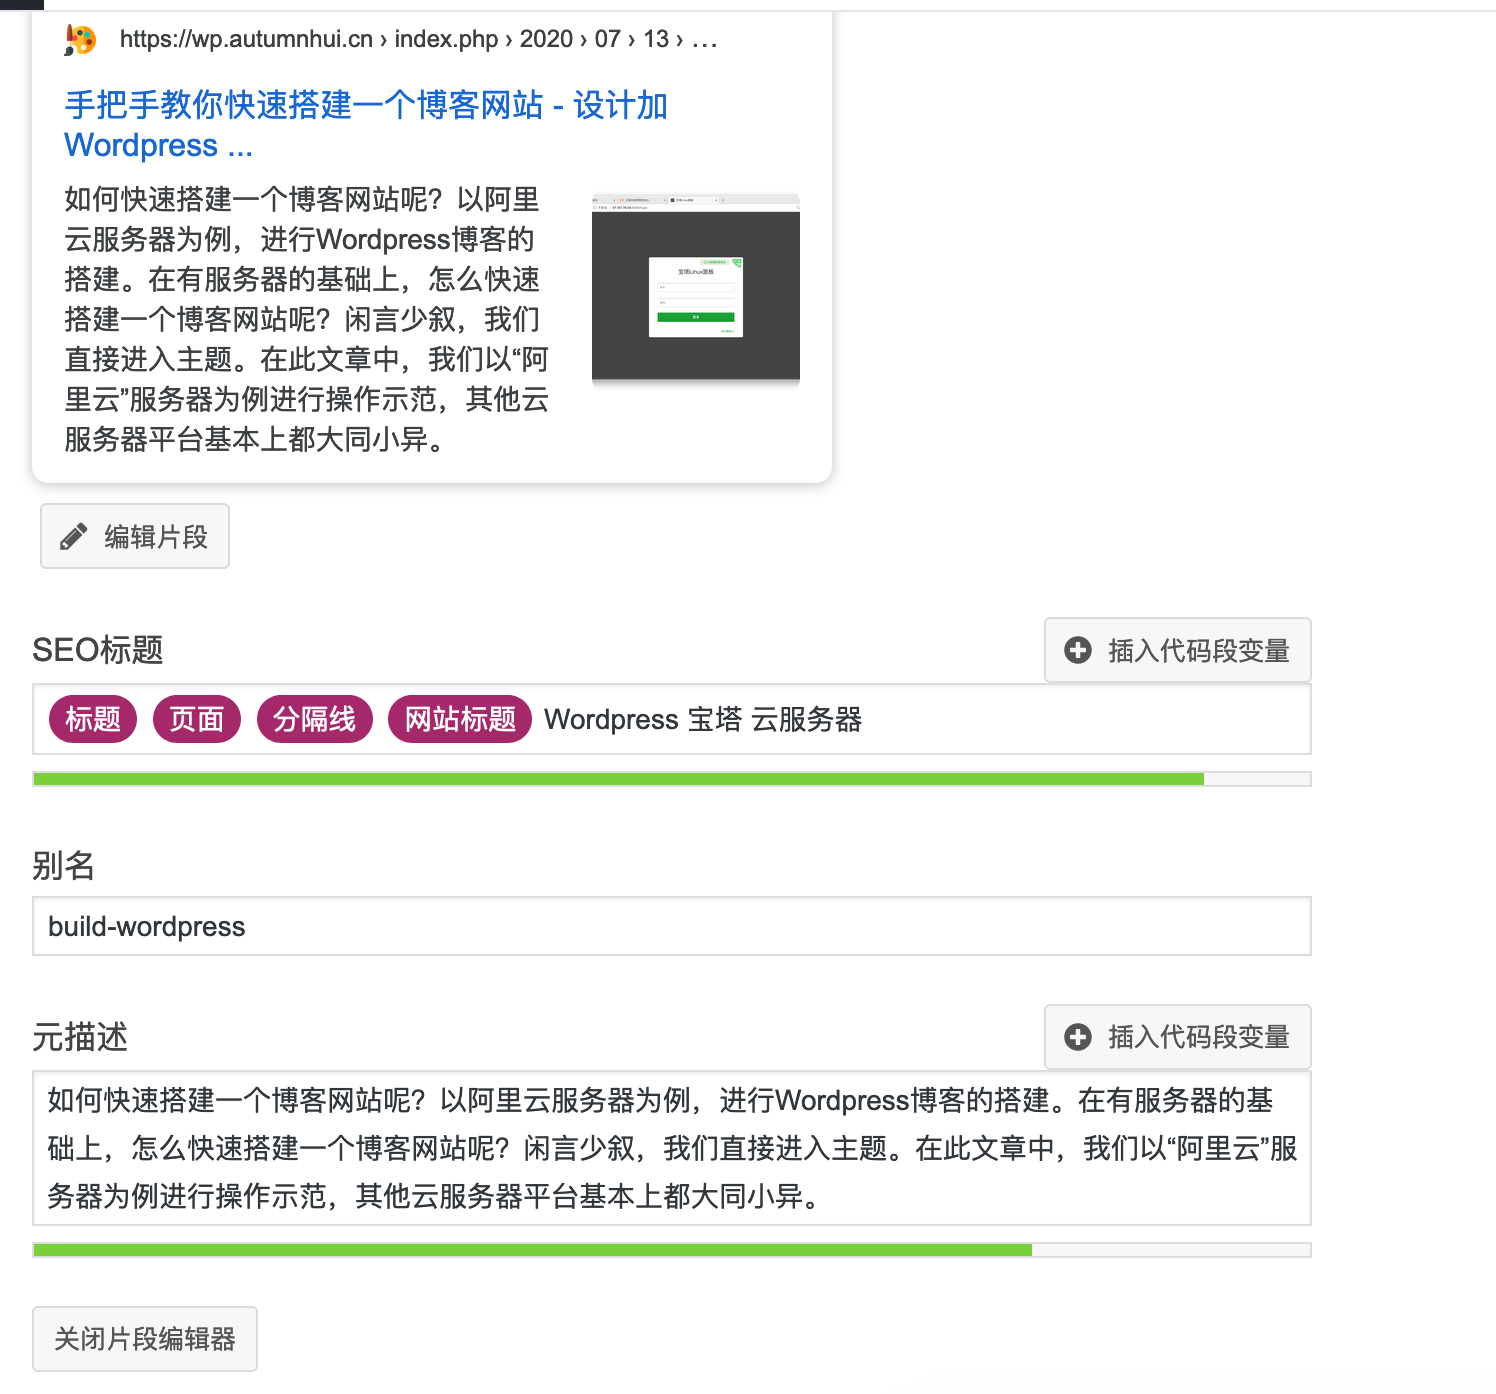 https://wp.autumnhui.cn › index.php › 2020 › 07 › 13 › ...
手把手教你快速搭建一个博客网站 - 设计加
Wordpress ...
如何快速搭建一个博客网站呢？以阿里
云服务器为例，进行Wordpress博客的
搭建。在有服务器的基础上，怎么快速
搭建一个博客网站呢？闲言少叙，我们
直接进入主题。在此文章中，我们以“阿
里云”服务器为例进行操作示范，其他云
服务器平台基本上都大同小异。
宝塔Linux面板
编辑片段
SEO标题
插入代码段变量
标题 页面 分隔线 网站标题 Wordpress 宝塔 云服务器
别名
build-wordpress
元描述
插入代码段变量
如何快速搭建一个博客网站呢？以阿里云服务器为例，进行Wordpress博客的搭建。在有服务器的基
础上，怎么快速搭建一个博客网站呢？闲言少叙，我们直接进入主题。在此文章中，我们以“阿里云”服
务器为例进行操作示范，其他云服务器平台基本上都大同小异。
关闭片段编辑器